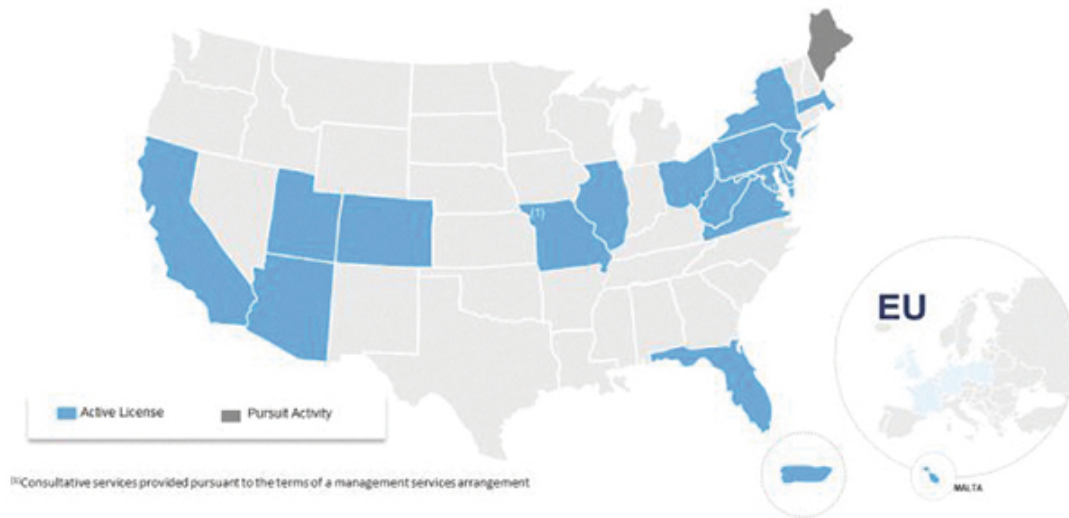 (1)
EU
Active License
Pursuit Activity
MALTA
(1)Consultative services provided pursuant to the terms of a management services arrangement